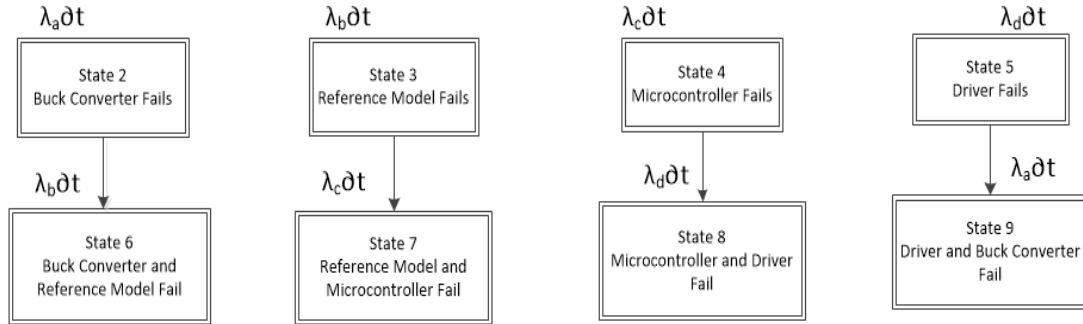 λₐ∂t
λ_b∂t
λ_c∂t
λ_d∂t
State 2
Buck Converter Fails
State 3
Reference Model Fails
State 4
Microcontroller Fails
State 5
Driver Fails
λ_b∂t
λ_c∂t
λ_d∂t
λₐ∂t
State 6
Buck Converter and
Reference Model Fail
State 7
Reference Model and
Microcontroller Fail
State 8
Microcontroller and Driver
Fail
State 9
Driver and Buck Converter
Fail